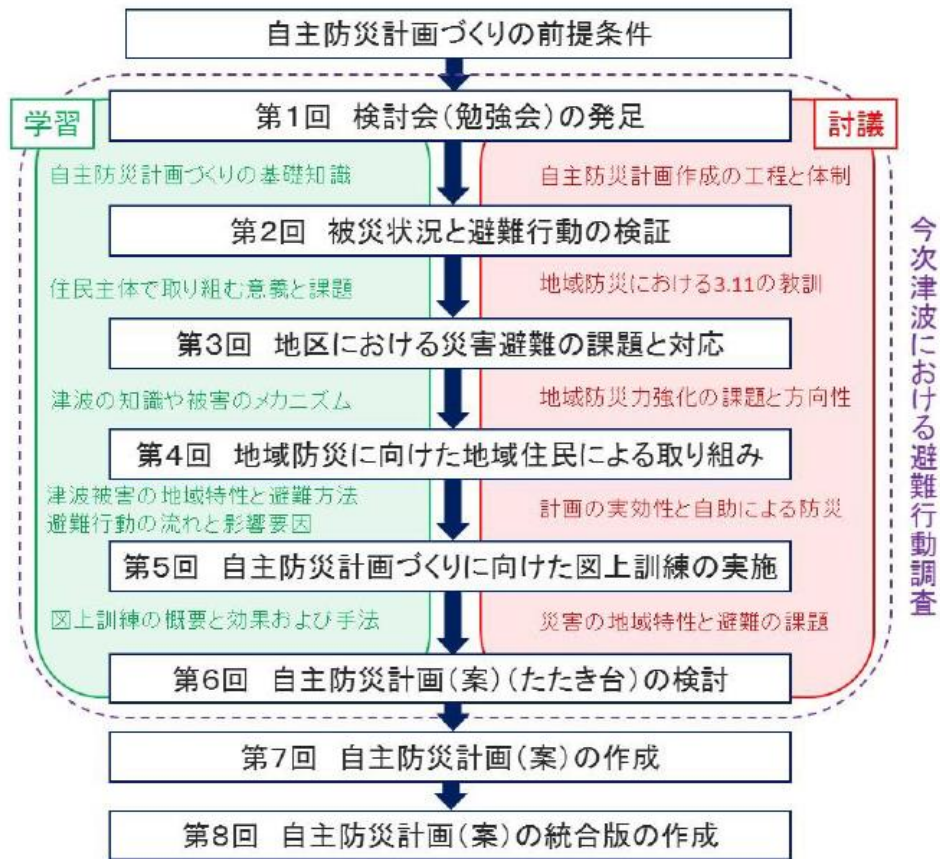 自主防災計画づくりの前提条件
第1回 検討会(勉強会)の発足
学習
討議
自主防災計画づくりの基礎知識
自主防災計画作成の工程と体制
第2回 被災状況と避難行動の検証
住民主体で取り組む意義と課題
地域防災における3.11の教訓
第3回 地区における災害避難の課題と対応
津波の知識や被害のメカニズム
地域防災力強化の課題と方向性
第4回 地域防災に向けた地域住民による取り組み
津波被害の地域特性と避難方法
避難行動の流れと影響要因
計画の実効性と自助による防災
第5回 自主防災計画づくりに向けた図上訓練の実施
図上訓練の概要と効果および手法
災害の地域特性と避難の課題
第6回 自主防災計画(案)(たたき台)の検討
第7回 自主防災計画(案)の作成
第8回 自主防災計画(案)の統合版の作成
今次津波における避難行動調査